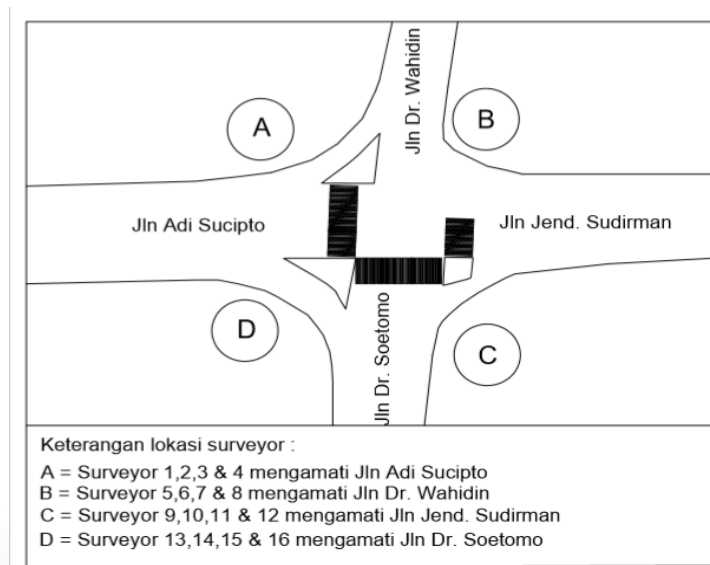 Jln Dr. Wahidin
A
B
Jln Adi Sucipto
Jln Jend. Sudirman
D
Jln Dr. Soetomo
C
Keterangan lokasi surveyor :
A = Surveyor 1,2,3 & 4 mengamati Jln Adi Sucipto
B = Surveyor 5,6,7 & 8 mengamati Jln Dr. Wahidin
C = Surveyor 9,10,11 & 12 mengamati Jln Jend. Sudirman
D = Surveyor 13,14,15 & 16 mengamati Jln Dr. Soetomo